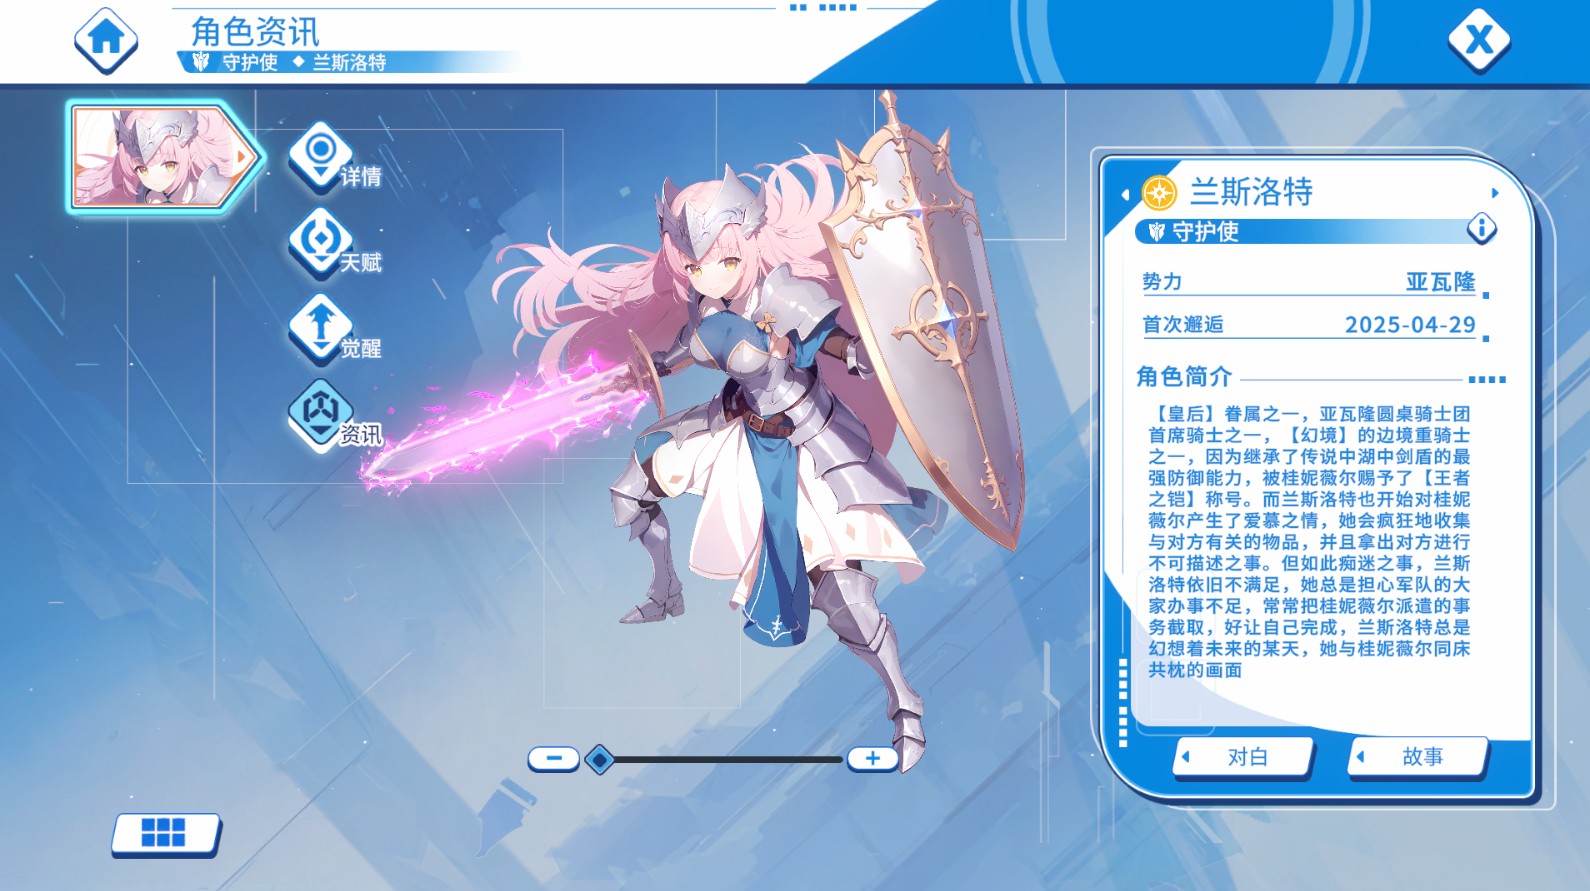 角色资讯
守护使 ◆ 兰斯洛特
X
详情
天赋
觉醒
资讯
兰斯洛特
守护使
势力 亚瓦隆
首次邂逅 2025-04-29
角色简介
【皇后】眷属之一，亚瓦隆圆桌骑士团
首席骑士之一，【幻境】的边境重骑士
之一，因为继承了传说中湖中剑盾的最
强防御能力，被桂妮薇尔赐予了【王者
之铠】称号。而兰斯洛特也开始对桂妮
薇尔产生了爱慕之情，她会疯狂地收集
与对方有关的物品，并且拿出对方进行
不可描述之事。但如此痴迷之事，兰斯
洛特依旧不满足，她总是担心军队的大
家办事不足，常常把桂妮薇尔派遣的事
务截取，好让自己完成，兰斯洛特总是
幻想着未来的某天，她与桂妮薇尔同床
共枕的画面
对白
故事